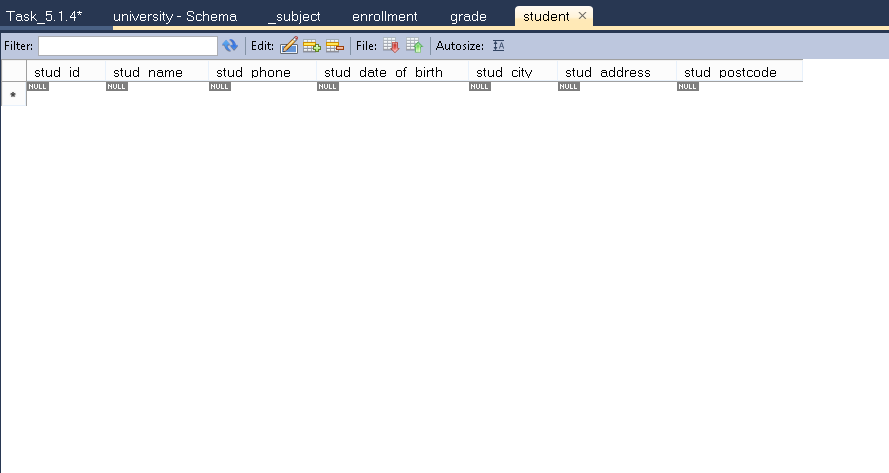 Task_5.1.4* university - Schema _subject enrollment grade student
Filter: Edit: File: Autosize:
stud_id stud_name stud_phone stud_date_of_birth stud_city stud_address stud_postcode
* NULL NULL NULL NULL NULL NULL NULL